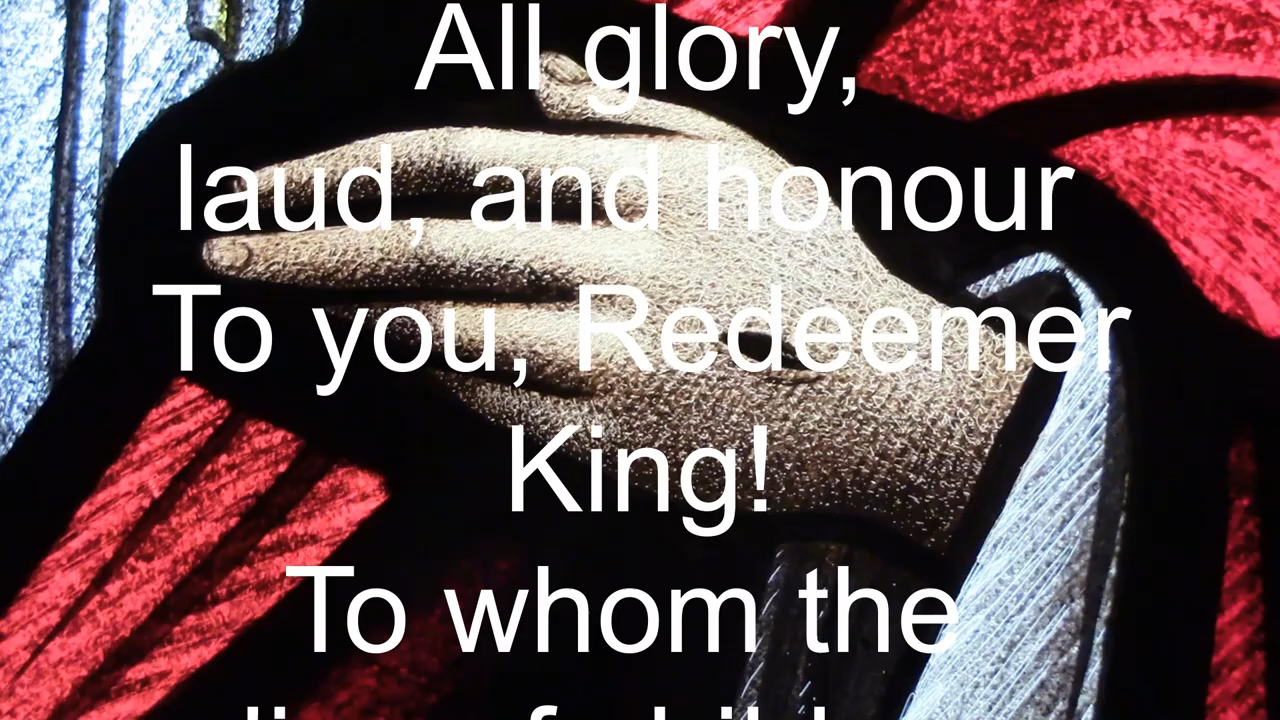 All glory,
laud, and honour
To you, Redeemer
King!
To whom the